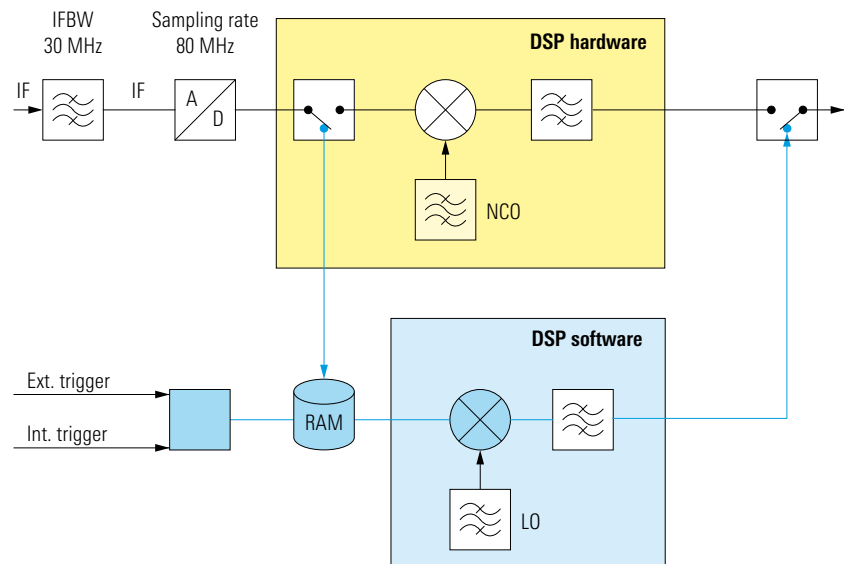 IFBW
30 MHz
Sampling rate
80 MHz
DSP hardware
IF
IF
A
D
NCO
DSP software
Ext. trigger
Int. trigger
RAM
LO